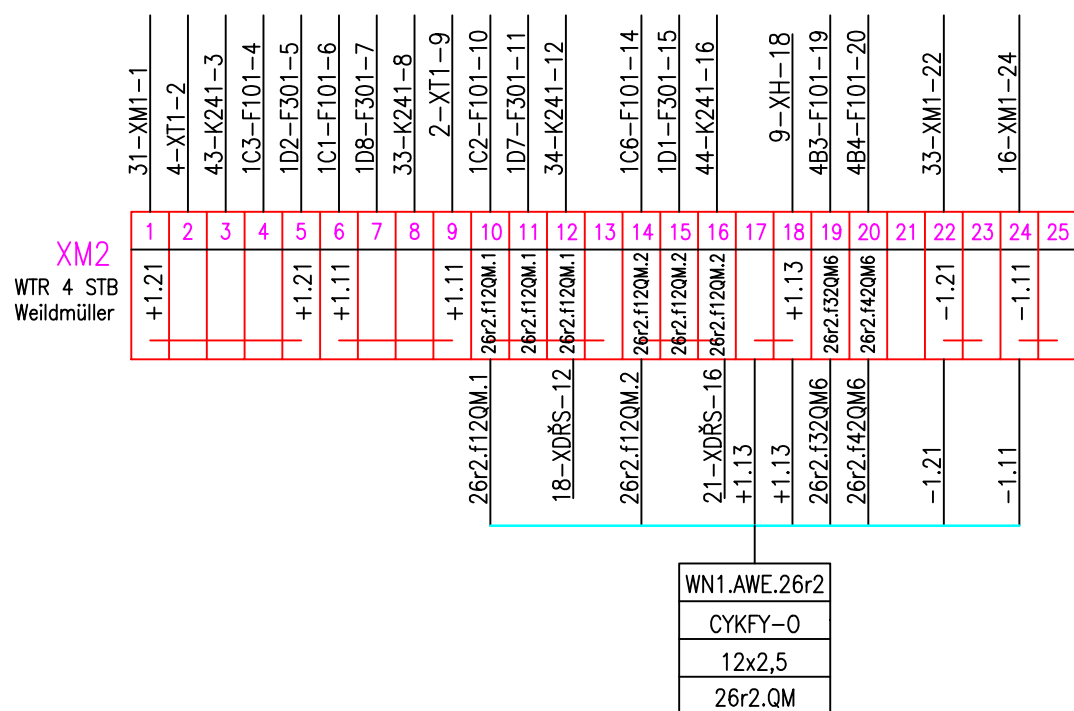 31-XM1-1
4-XT1-2
43-K241-3
1C3-F101-4
1D2-F301-5
1C1-F101-6
1D8-F301-7
33-K241-8
2-XT1-9
1C2-F101-10
1D7-F301-11
34-K241-12
1C6-F101-14
1D1-F301-15
44-K241-16
9-XH-18
4B3-F101-19
4B4-F101-20
33-XM1-22
16-XM1-24
XM2
WTR 4 STB
Weildmüller
1 2 3 4 5 6 7 8 9 10 11 12 13 14 15 16 17 18 19 20 21 22 23 24 25
+1.21
+1.21
+1.11
+1.11
26r2.f12QM.1
26r2.f12QM.1
26r2.f12QM.1
26r2.f12QM.2
26r2.f12QM.2
26r2.f12QM.2
+1.13
26r2.f32QM6
26r2.f42QM6
-1.21
-1.11
26r2.f12QM.1
18-XDŘS-12
26r2.f12QM.2
21-XDŘS-16
+1.13
+1.13
26r2.f32QM6
26r2.f42QM6
-1.21
-1.11
WN1.AWE.26r2
CYKFY-O
12x2,5
26r2.QM